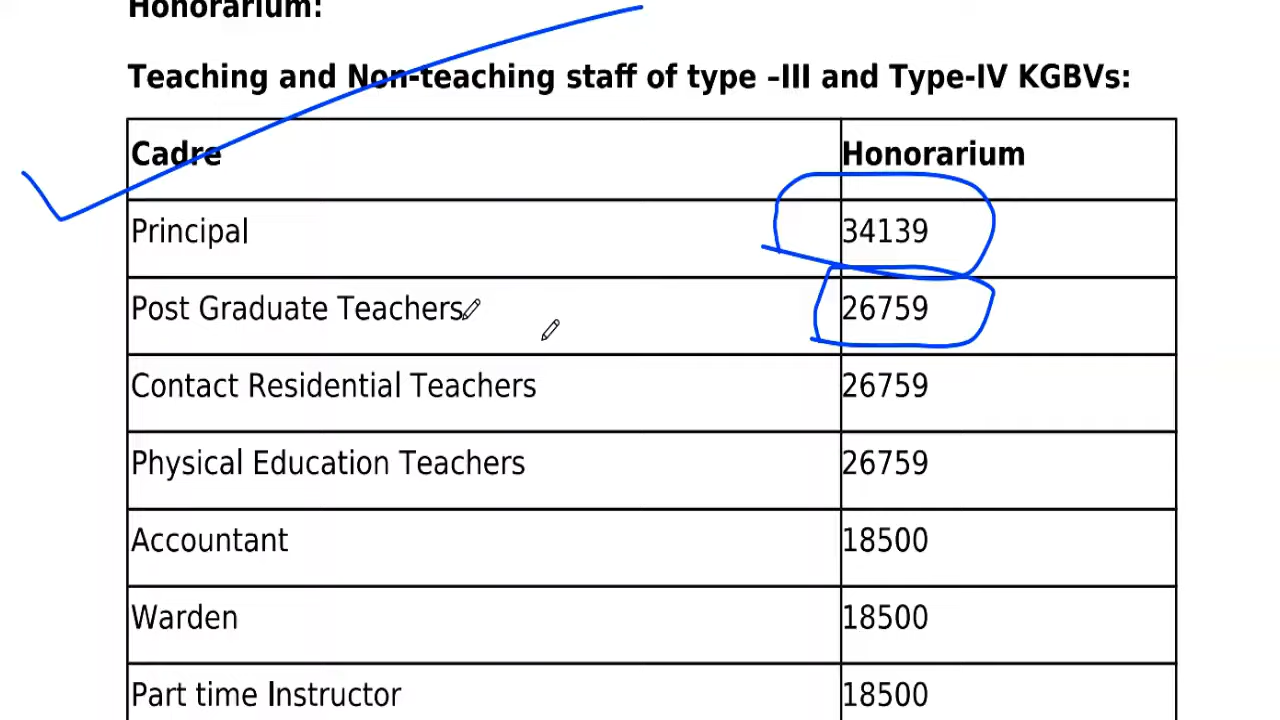 Honorarium:
Teaching and Non-teaching staff of type –III and Type-IV KGBVs:
Cadre Honorarium
Principal 34139
Post Graduate Teachers 26759
Contact Residential Teachers 26759
Physical Education Teachers 26759
Accountant 18500
Warden 18500
Part time Instructor 18500